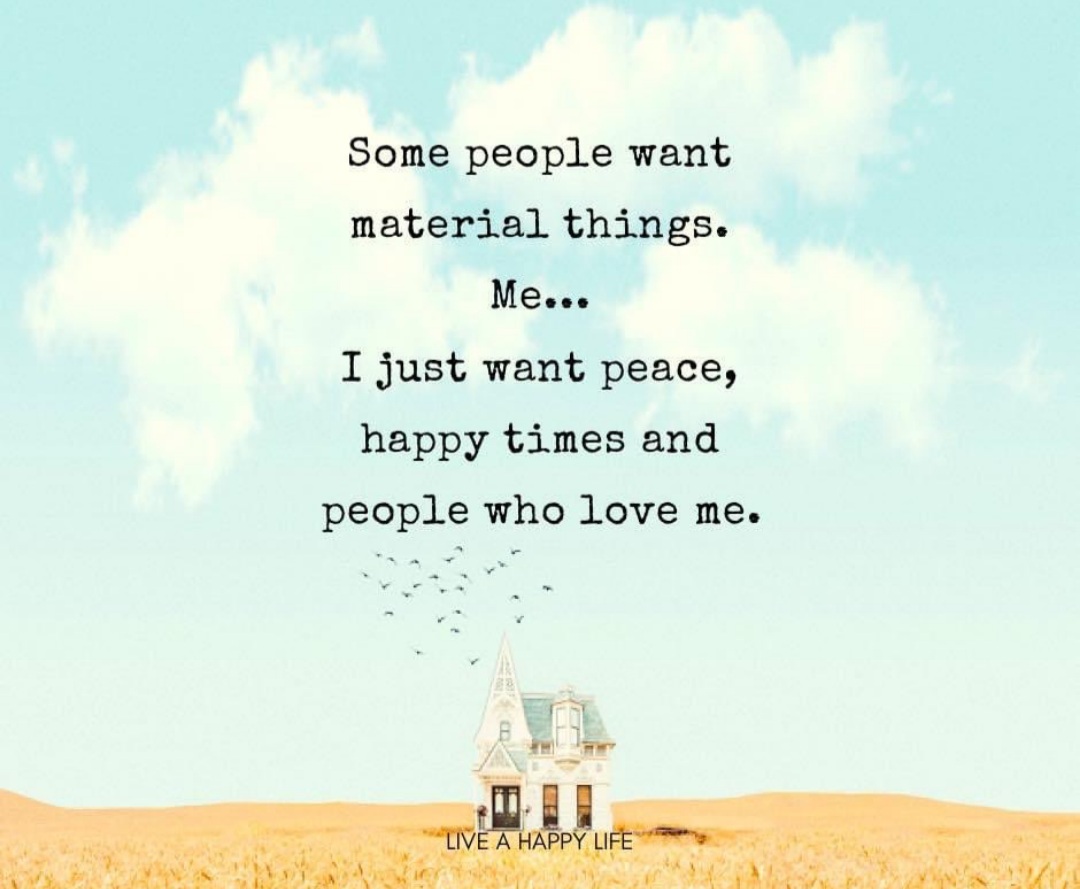 Some people want
material things.
Me...
I just want peace,
happy times and
people who love me.
LIVE A HAPPY LIFE